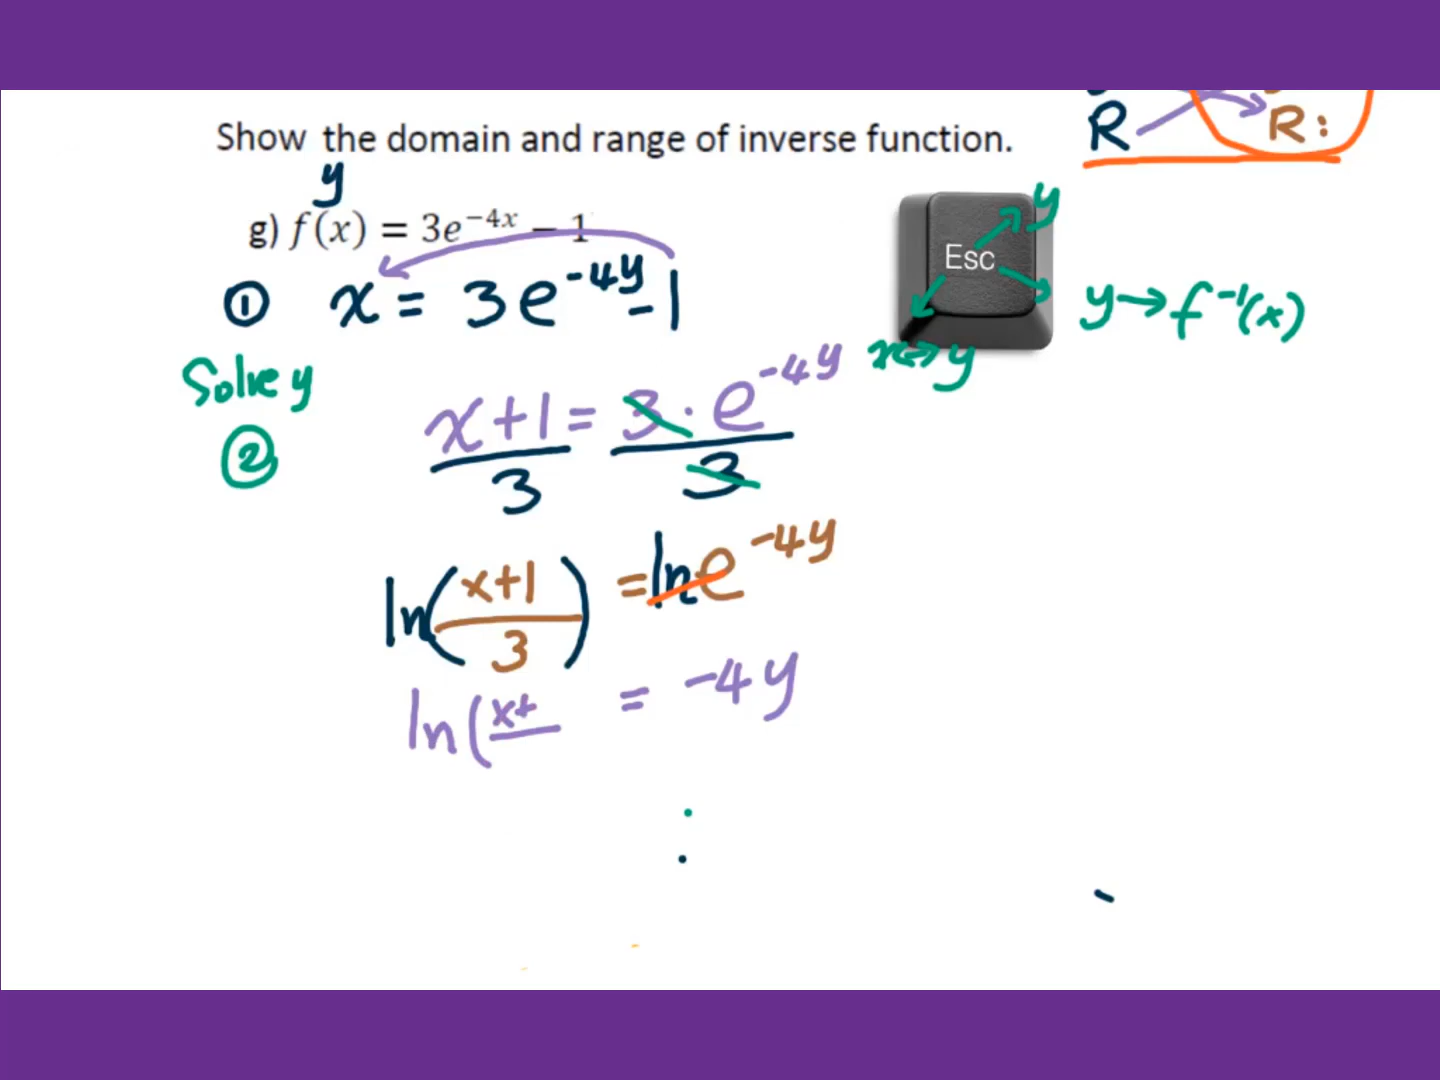 R R:
Show the domain and range of inverse function.
y
g) f(x) = 3e^{-4x} - 1
① x = 3e^{-4y} - 1
Esc
y
y → f^{-1}(x)
x↔y
Solve y
②
x+1 = 3 · e^{-4y}
3 3
ln(x+1/3) = ln e^{-4y}
ln(x+ = -4y